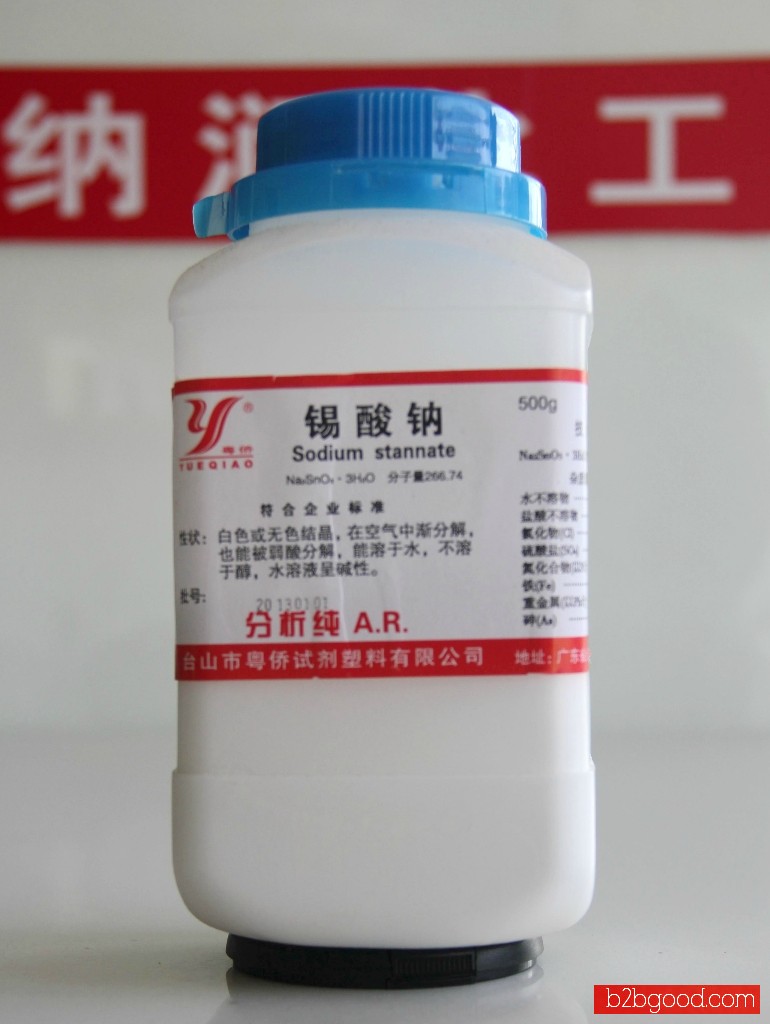 纳 工
粤侨
YUEQIAO
®
锡酸钠
Sodium stannate
Na₂SnO₄·3H₂O 分子量266.74
符合企业标准
性状：白色或无色结晶，在空气中渐分解，
也能被弱酸分解，能溶于水，不溶
于醇，水溶液呈碱性。
批号：
20130101
分析纯 A.R.
台山市粤侨试剂塑料有限公司
500g
水不溶物
盐酸不溶物
氯化物(Cl)
硫酸盐(SO₄)
氮化合物
铁(Fe)
重金属
砷(As)
地址：广东
b2bgood.com